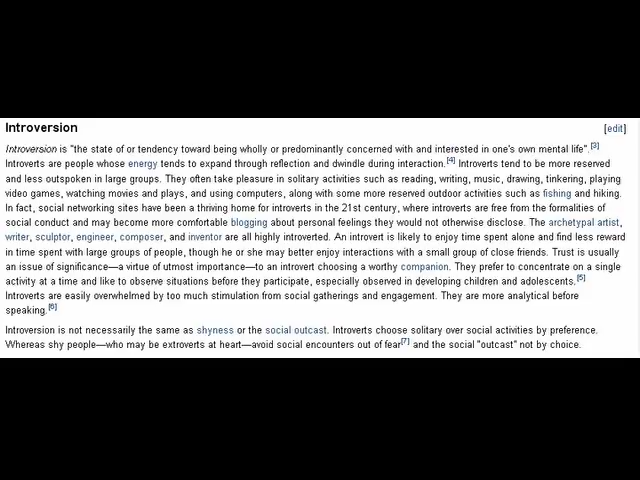 Introversion [edit]
Introversion is "the state of or tendency toward being wholly or predominantly concerned with and interested in one's own mental life".[3]
Introverts are people whose energy tends to expand through reflection and dwindle during interaction.[4] Introverts tend to be more reserved
and less outspoken in large groups. They often take pleasure in solitary activities such as reading, writing, music, drawing, tinkering, playing
video games, watching movies and plays, and using computers, along with some more reserved outdoor activities such as fishing and hiking.
In fact, social networking sites have been a thriving home for introverts in the 21st century, where introverts are free from the formalities of
social conduct and may become more comfortable blogging about personal feelings they would not otherwise disclose. The archetypal artist,
writer, sculptor, engineer, composer, and inventor are all highly introverted. An introvert is likely to enjoy time spent alone and find less reward
in time spent with large groups of people, though he or she may better enjoy interactions with a small group of close friends. Trust is usually
an issue of significance—a virtue of utmost importance—to an introvert choosing a worthy companion. They prefer to concentrate on a single
activity at a time and like to observe situations before they participate, especially observed in developing children and adolescents.[5]
Introverts are easily overwhelmed by too much stimulation from social gatherings and engagement. They are more analytical before
speaking.[6]
Introversion is not necessarily the same as shyness or the social outcast. Introverts choose solitary over social activities by preference.
Whereas shy people—who may be extroverts at heart—avoid social encounters out of fear[7] and the social "outcast" not by choice.